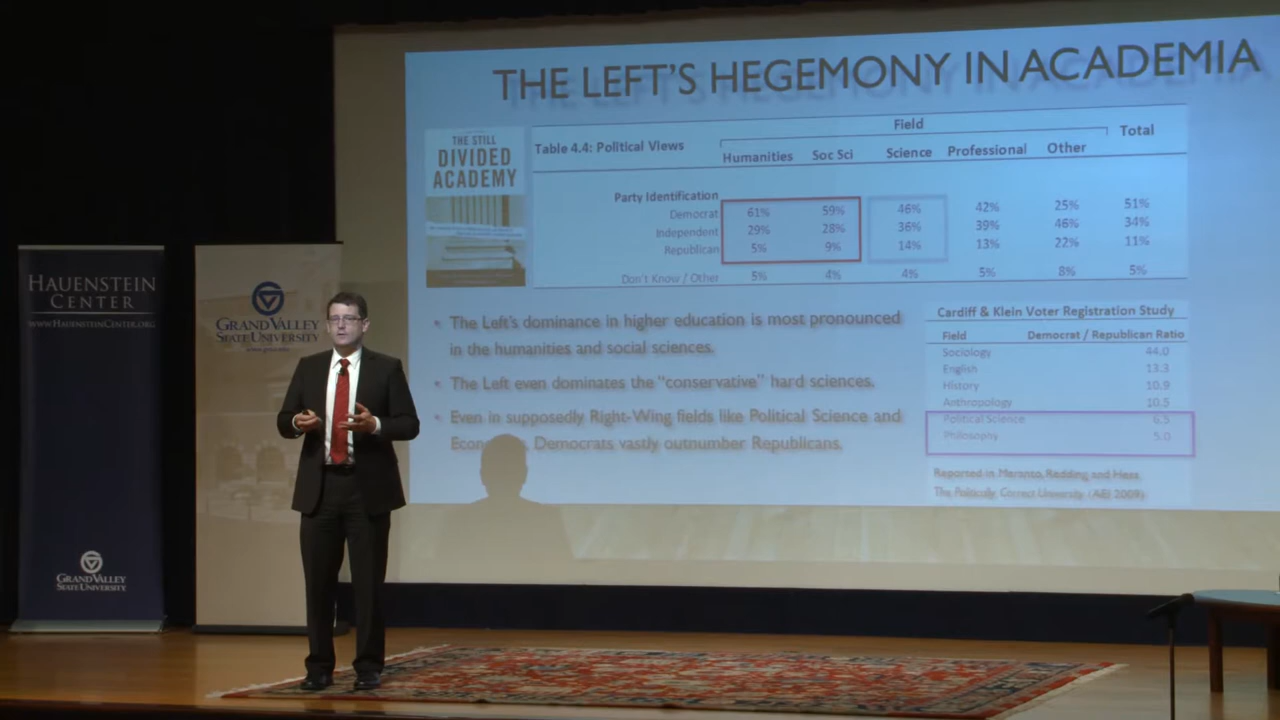 THE LEFT'S HEGEMONY IN ACADEMIA
THE STILL
DIVIDED
ACADEMY
Table 4.4: Political Views
Field
Total
Humanities Soc Sci Science Professional Other
Party Identification
Democrat 61% 59% 46% 42% 25% 51%
Independent 29% 28% 36% 39% 46% 34%
Republican 5% 9% 14% 13% 22% 11%
Don't Know / Other 5% 4% 4% 5% 8% 5%
• The Left's dominance in higher education is most pronounced
in the humanities and social sciences.
• The Left even dominates the "conservative" hard sciences.
• Even in supposedly Right-Wing fields like Political Science and
Democrats vastly outnumber Republicans.
Cardiff & Klein Voter Registration Study
Field Democrat / Republican Ratio
Sociology 44.0
English 13.3
History 10.9
Anthropology 10.5
Political Science 6.5
Philosophy 5.0
Reported in Maranto, Redding and Hess
The Politically Correct University (AEI 2009)
HAUENSTEIN
CENTER
WWW.HAUENSTEINCENTER.ORG
GRAND VALLEY
STATE UNIVERSITY
GRAND VALLEY
STATE UNIVERSITY
www.gvsu.edu